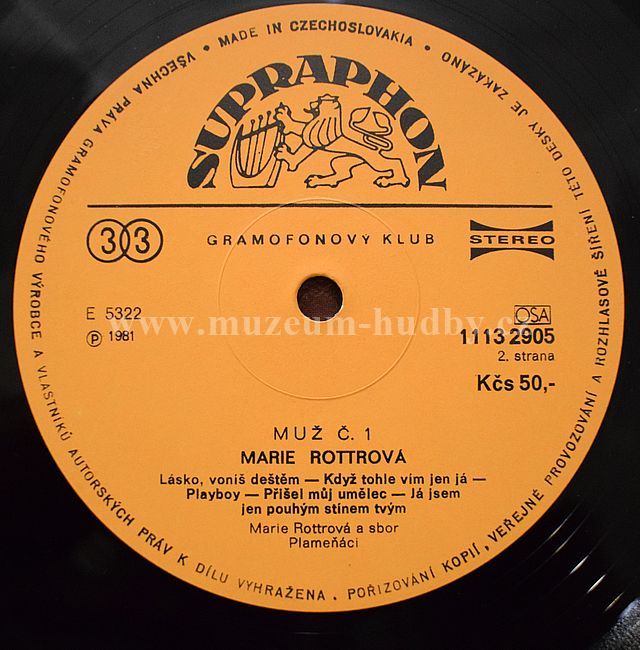 VŠECHNA PRÁVA GRAMOFONOVÉHO VÝROBCE A VLASTNÍKŮ AUTORSKÝCH PRÁV K DÍLU VYHRAŽENA. POŘIZOVÁNÍ KOPIÍ, VEŘEJNÉ PROVOZOVÁNÍ A ROZHLASOVÉ ŠÍŘENÍ TÉTO DESKY JE ZAKÁZÁNO • MADE IN CZECHOSLOVAKIA •
SUPRAPHON
33
GRAMOFONOVÝ KLUB
STEREO
E 5322
Ⓟ 1981
OSA
1113 2905
2. strana
Kčs 50,-
www.muzeum-hudby.cz
MUŽ Č. 1
MARIE ROTTROVÁ
Lásko, voníš deštěm — Když tohle vím jen já —
Playboy — Přišel můj umělec — Já jsem
jen pouhým stínem tvým
Marie Rottrová a sbor
Plameňáci